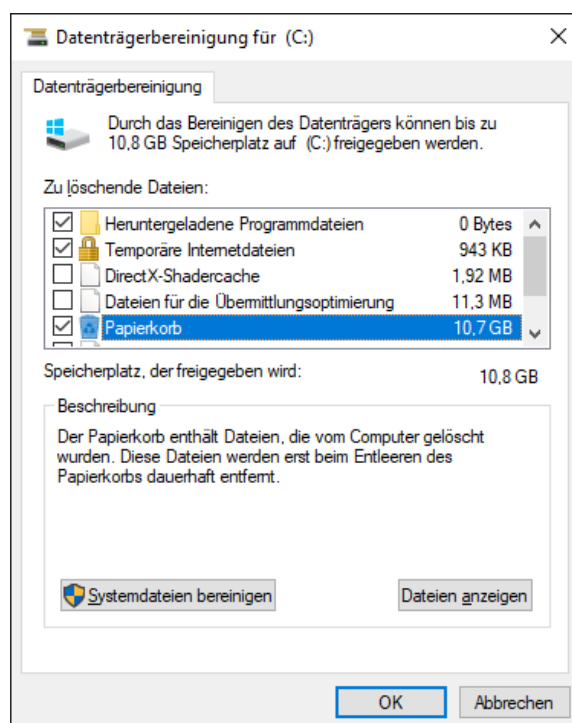 Datenträgerbereinigung für (C:)
Datenträgerbereinigung
Durch das Bereinigen des Datenträgers können bis zu
10,8 GB Speicherplatz auf (C:) freigegeben werden.
Zu löschende Dateien:
Heruntergeladene Programmdateien 0 Bytes
Temporäre Internetdateien 943 KB
DirectX-Shadercache 1,92 MB
Dateien für die Übermittlungsoptimierung 11,3 MB
Papierkorb 10,7 GB
Speicherplatz, der freigegeben wird: 10,8 GB
Beschreibung
Der Papierkorb enthält Dateien, die vom Computer gelöscht
wurden. Diese Dateien werden erst beim Entleeren des
Papierkorbs dauerhaft entfernt.
Systemdateien bereinigen Dateien anzeigen
OK Abbrechen